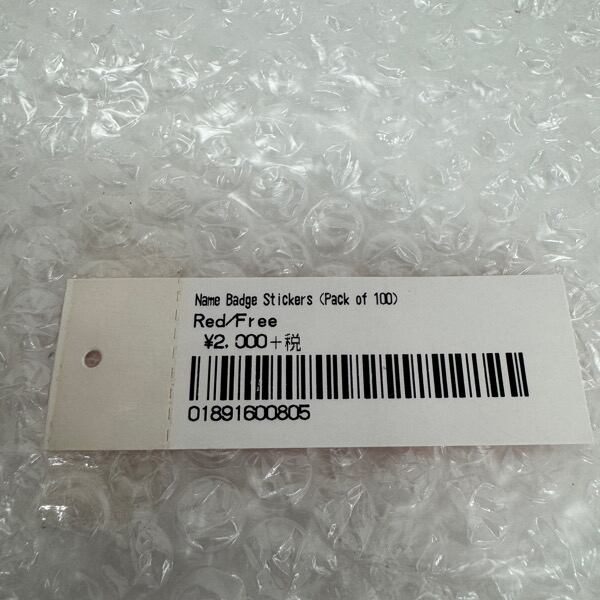 Name Badge Stickers (Pack of 100)
Red/Free
¥2,000+税
01891600805